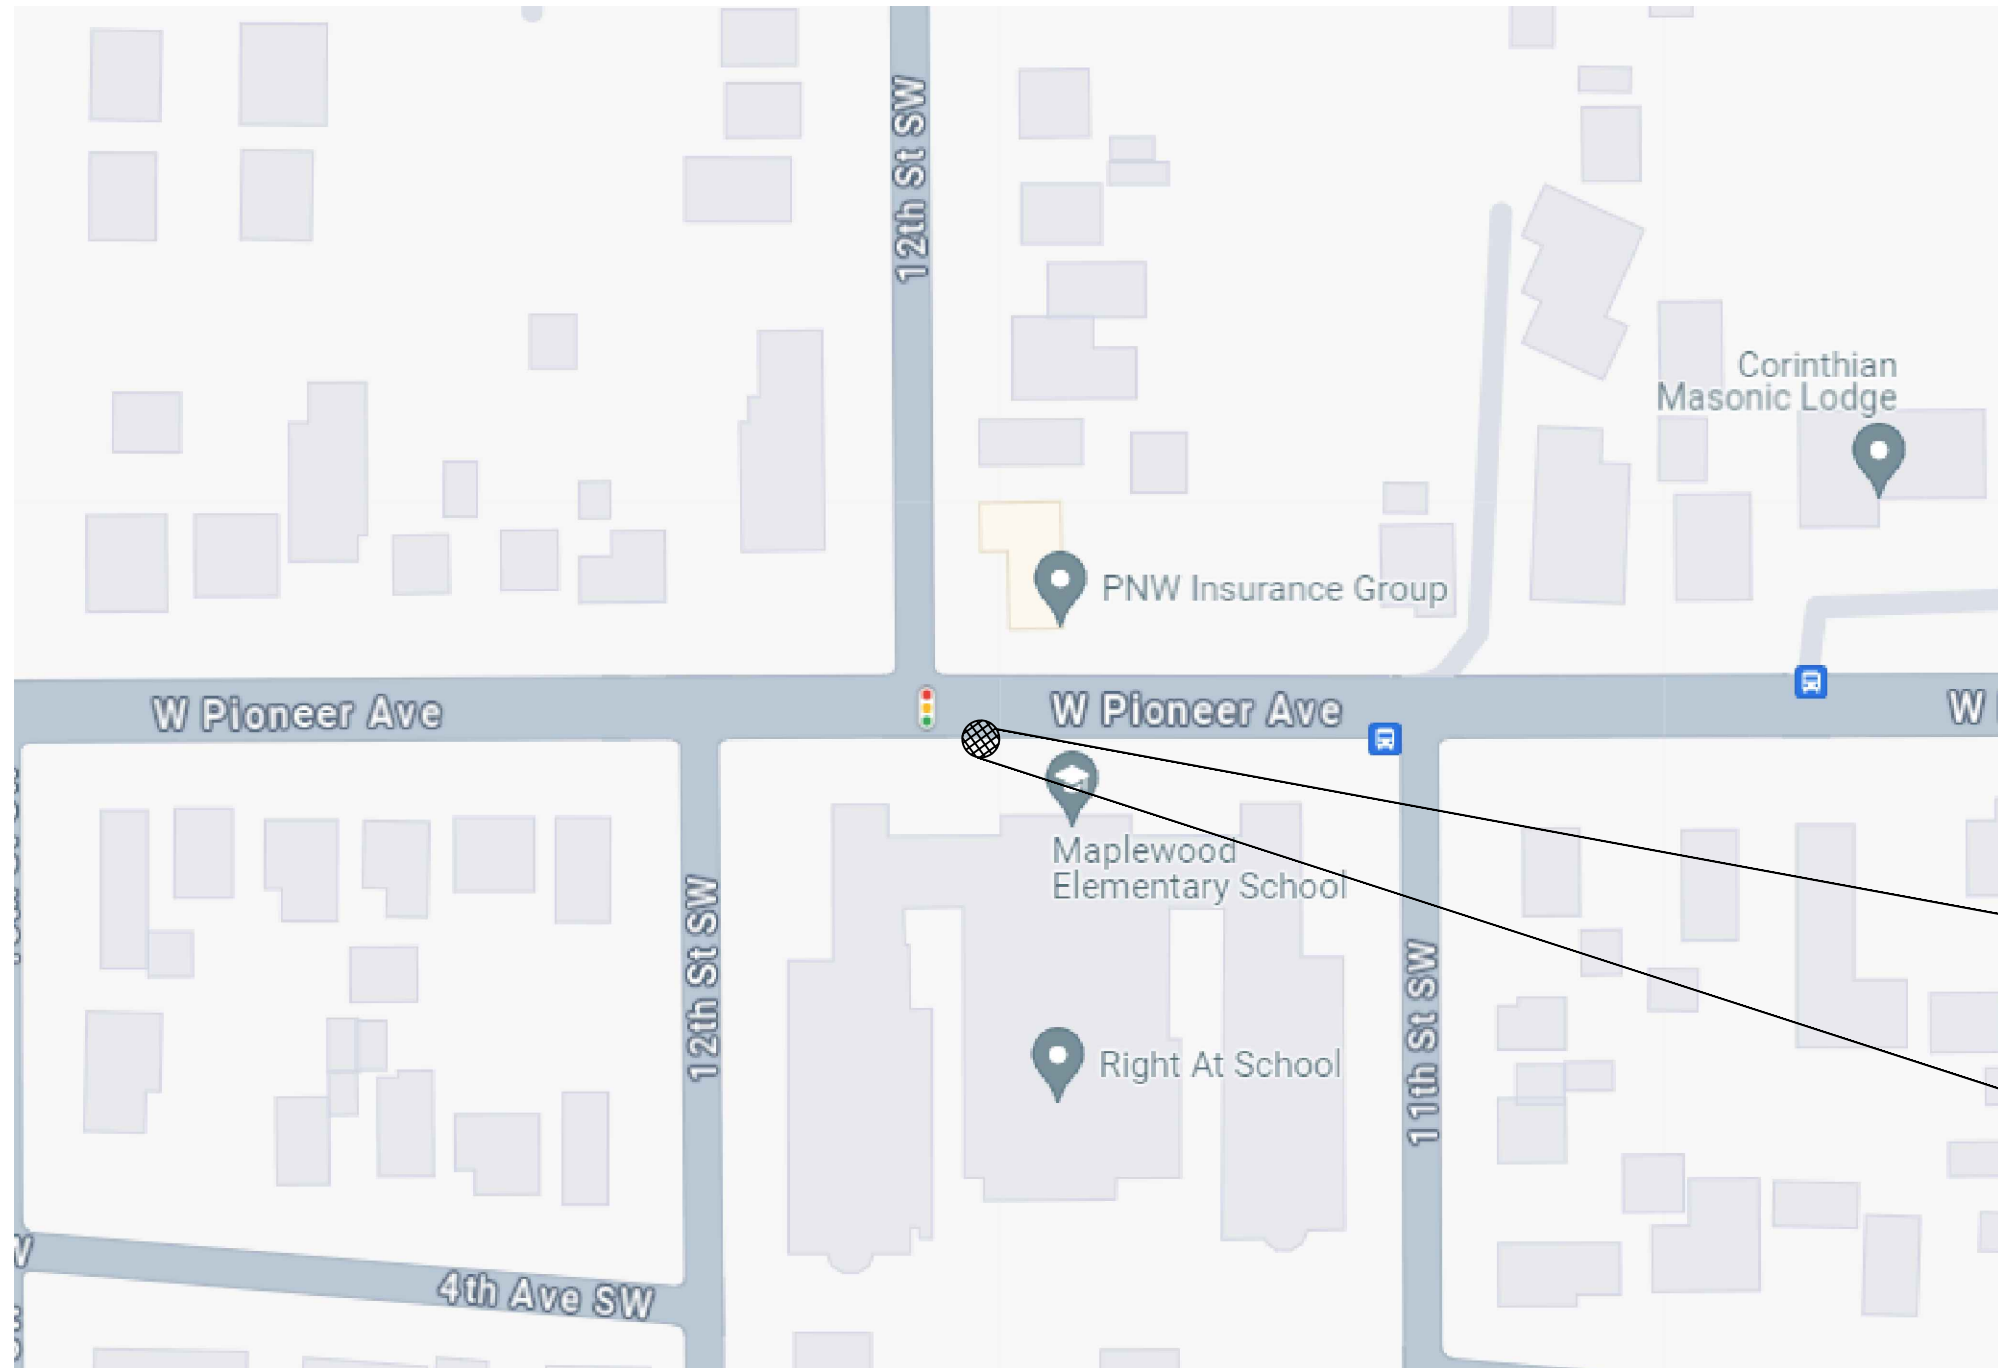 12th St SW
Corinthian
Masonic Lodge
PNW Insurance Group
W Pioneer Ave
W Pioneer Ave
W
Maplewood
Elementary School
12th St SW
11th St SW
Right At School
4th Ave SW